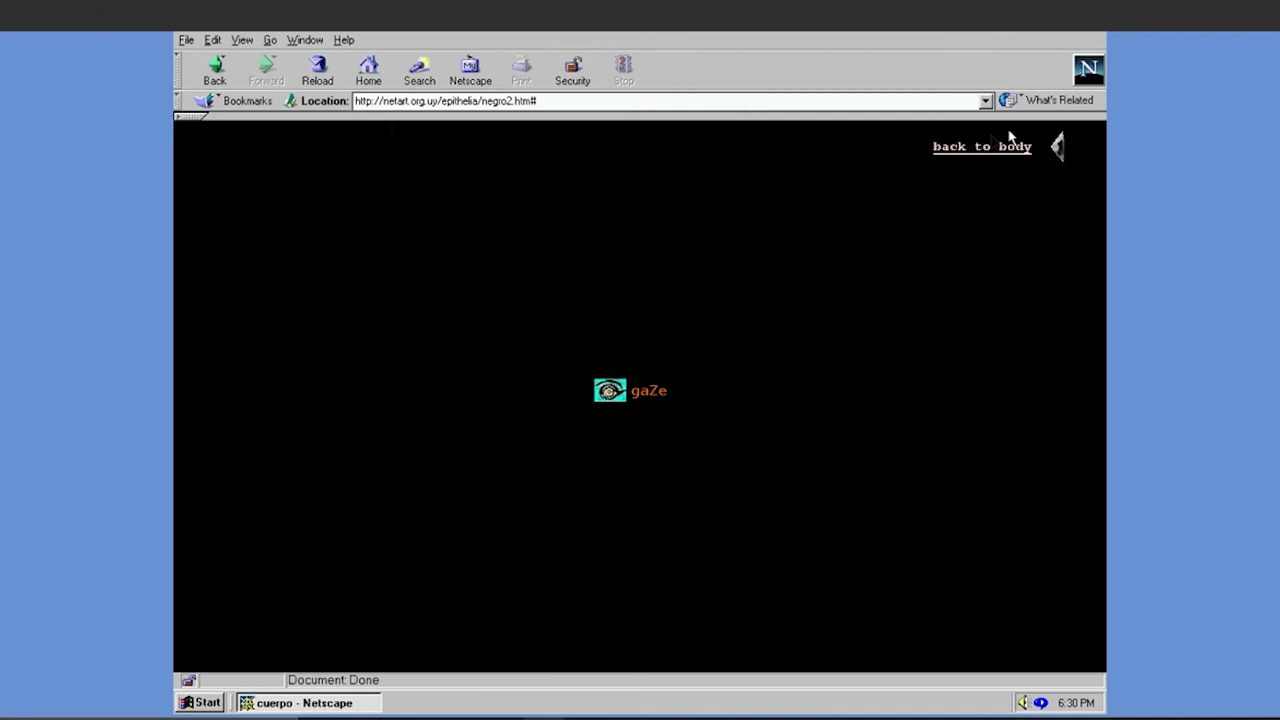 File Edit View Go Window Help
Back Forward Reload Home Search Netscape Print Security Stop
N
Bookmarks Location: http://netart.org.uy/epithelia/negro2.htm# What's Related
back to body
gaZe
Document: Done
Start cuerpo - Netscape 6:30 PM